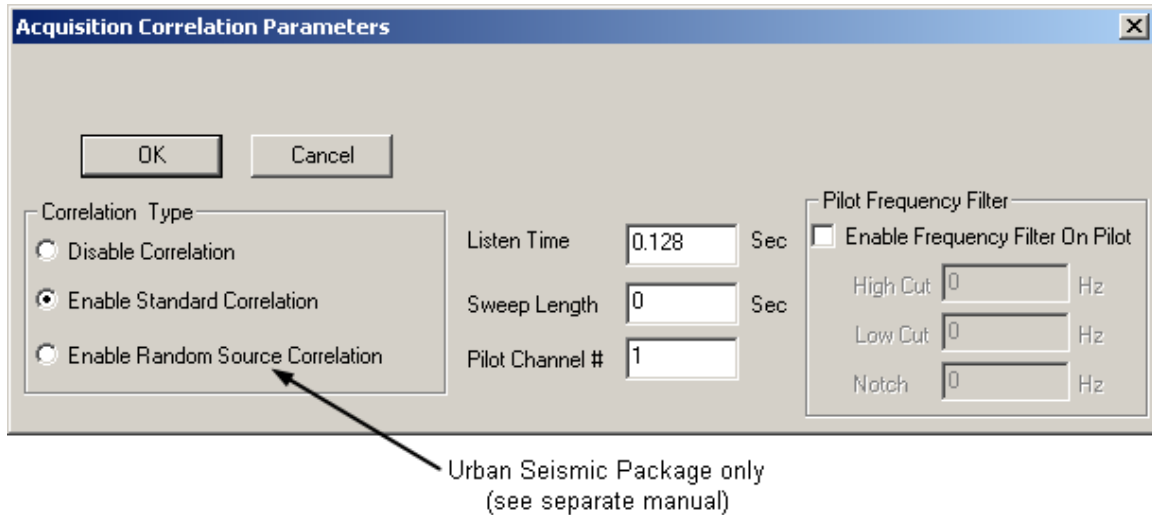 Acquisition Correlation Parameters
OK
Cancel
Correlation Type
Disable Correlation
Enable Standard Correlation
Enable Random Source Correlation
Listen Time 0.128 Sec
Sweep Length 0 Sec
Pilot Channel # 1
Pilot Frequency Filter
Enable Frequency Filter On Pilot
High Cut 0 Hz
Low Cut 0 Hz
Notch 0 Hz
Urban Seismic Package only
(see separate manual)